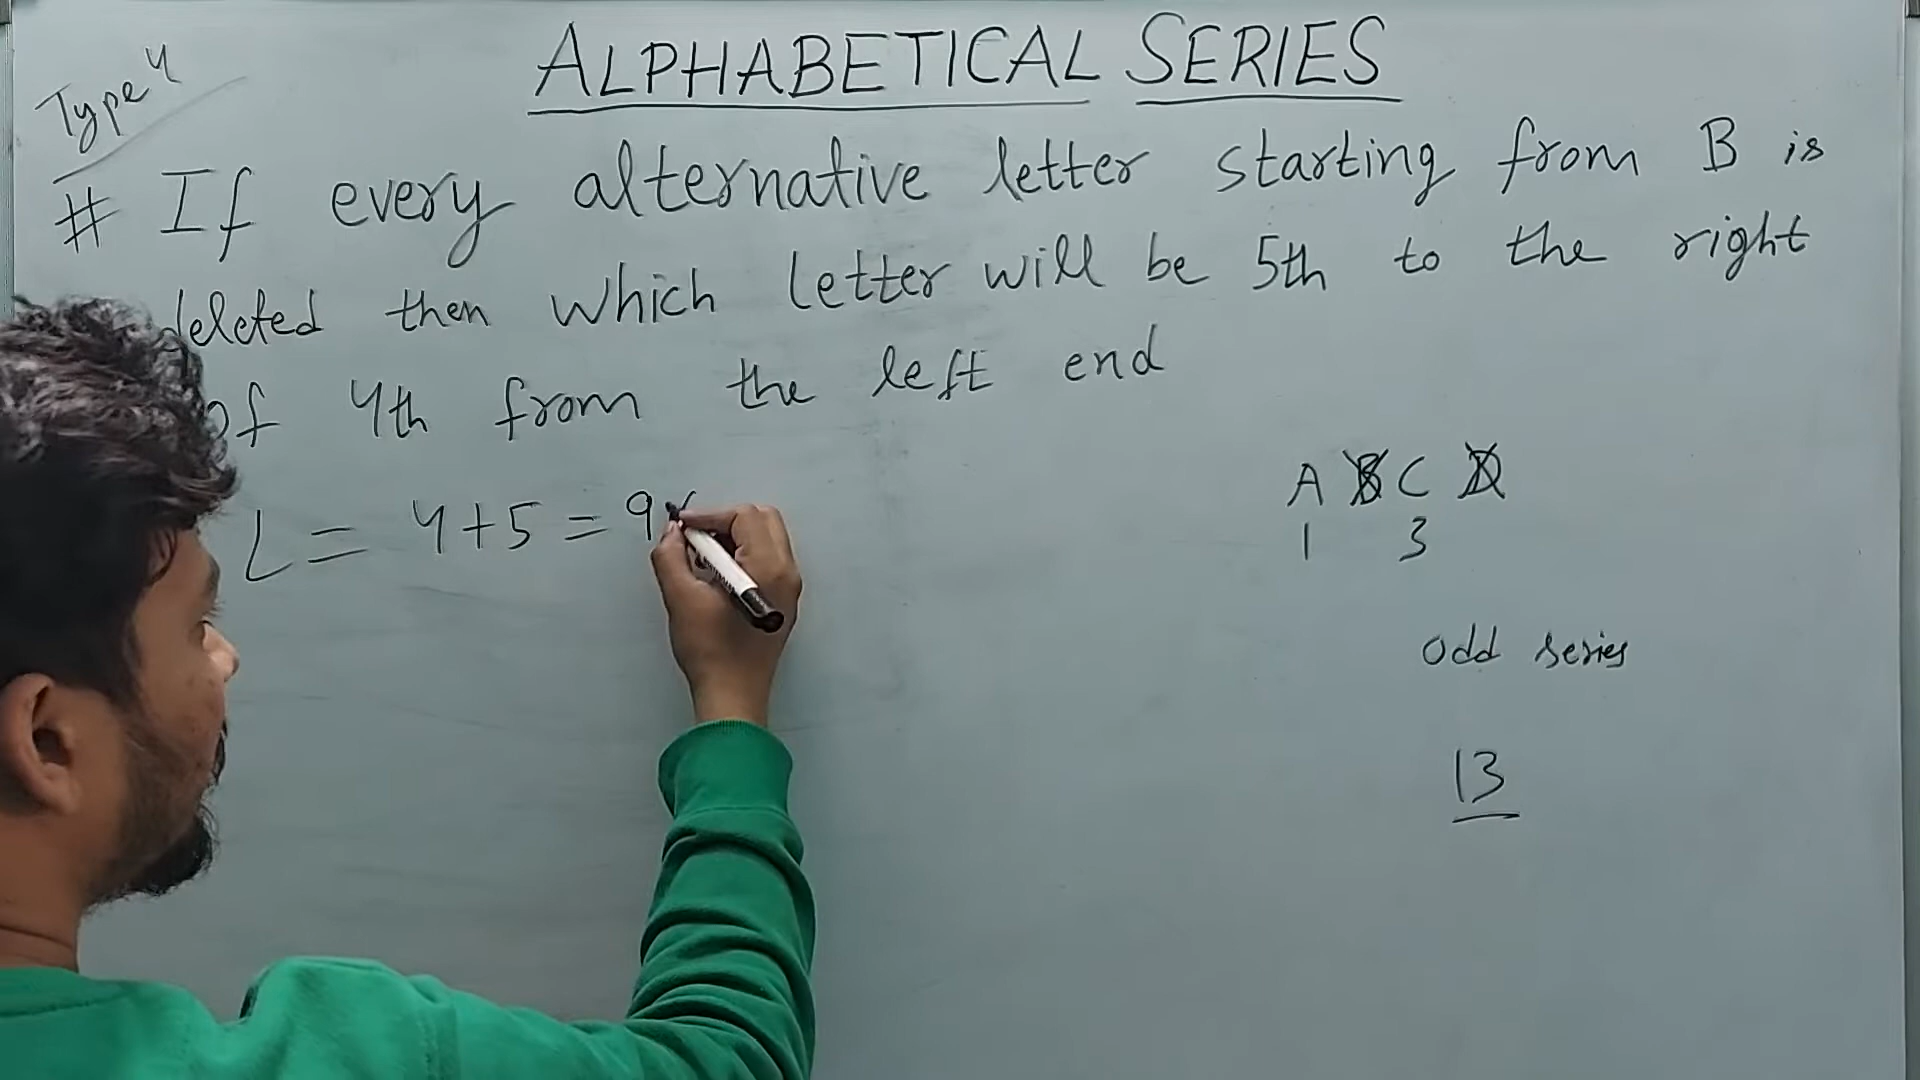 Type 4
ALPHABETICAL SERIES
# If every alternative letter starting from B is
deleted then which letter will be 5th to the right
of 4th from the left end
A B C D
1 3
L = 4+5 = 9
odd series
13